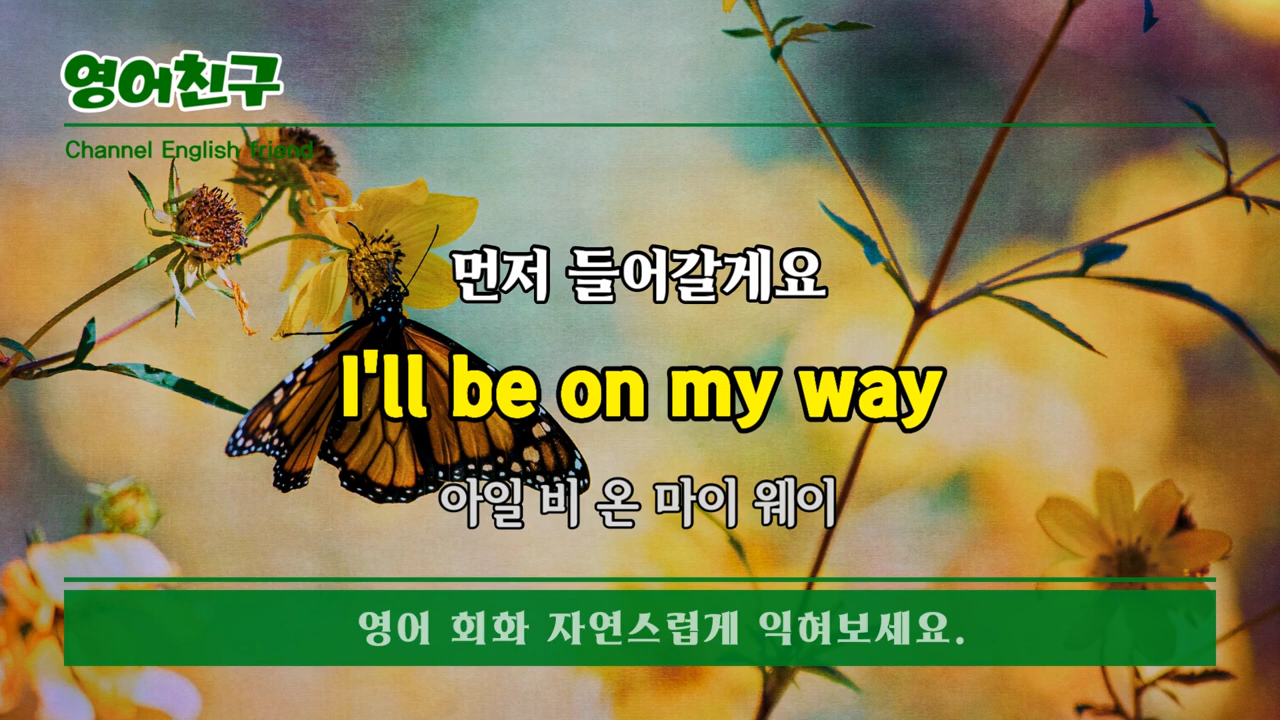 영어친구
Channel English friend
먼저 들어갈게요
I'll be on my way
아일 비 온 마이 웨이
영어 회화 자연스럽게 익혀보세요.